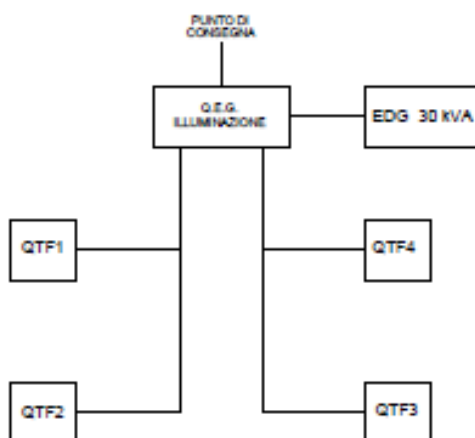 PUNTO DI
CONSEGNA
Q.E.G.
ILLUMINAZIONE
EDG 30 kVA
QTF1
QTF4
QTF2
QTF3